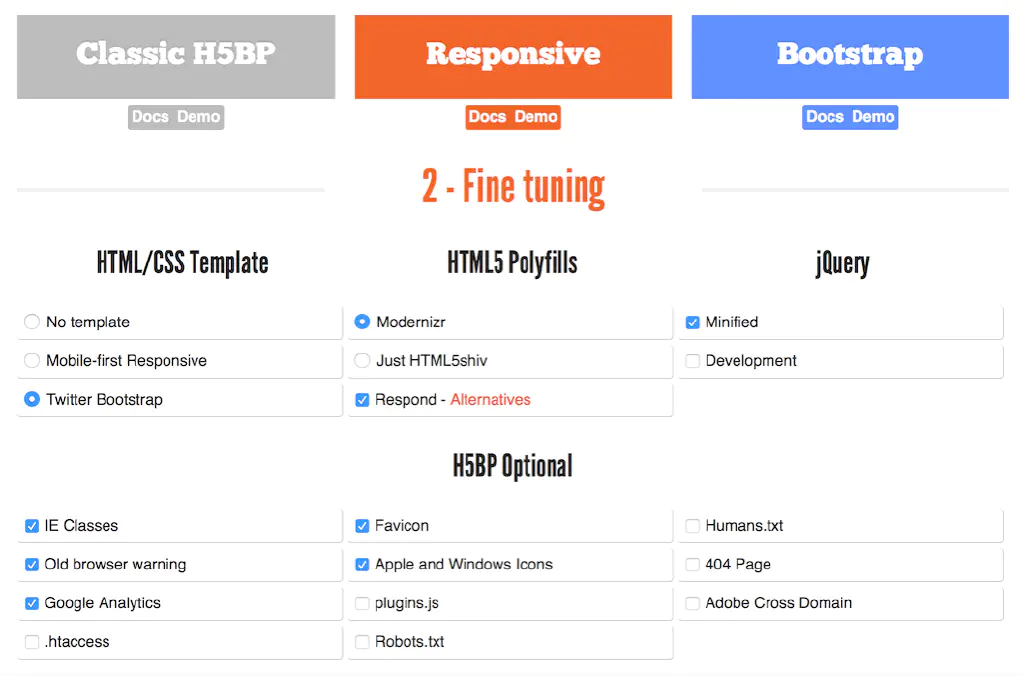 Classic H5BP
Responsive
Bootstrap
Docs Demo
Docs Demo
Docs Demo
2 - Fine tuning
HTML/CSS Template
HTML5 Polyfills
jQuery
No template
Modernizr
Minified
Mobile-first Responsive
Just HTML5shiv
Development
Twitter Bootstrap
Respond - Alternatives
H5BP Optional
IE Classes
Favicon
Humans.txt
Old browser warning
Apple and Windows Icons
404 Page
Google Analytics
plugins.js
Adobe Cross Domain
.htaccess
Robots.txt